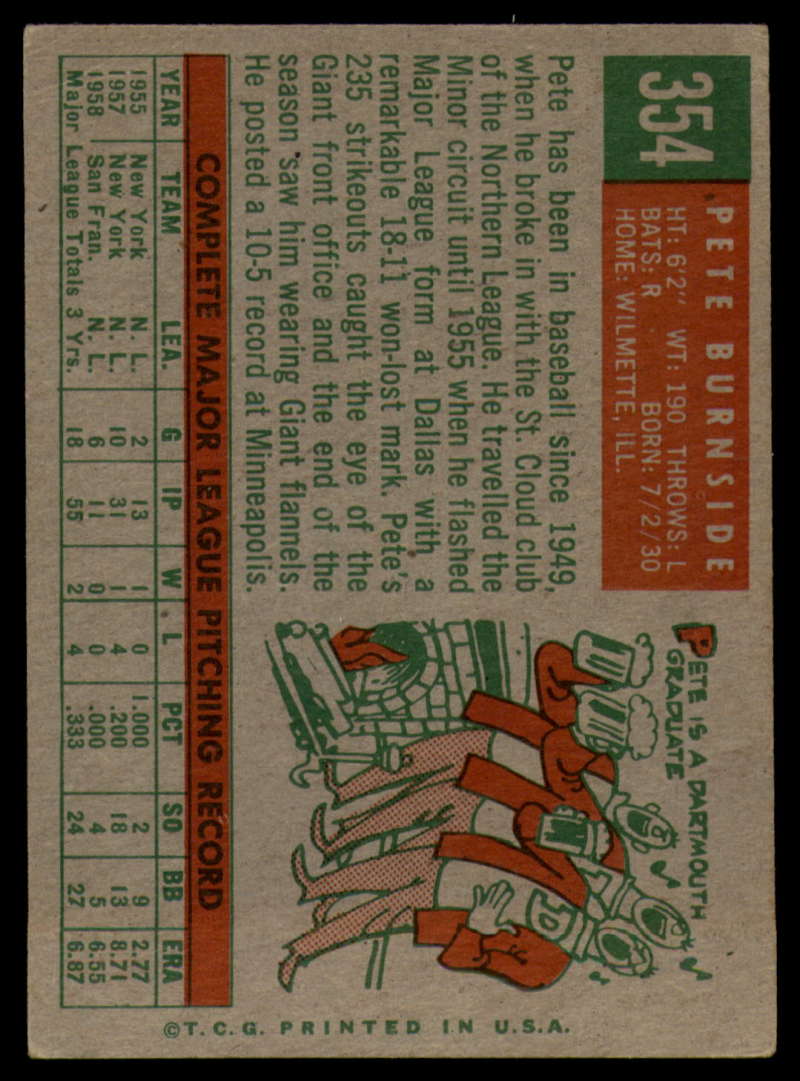 354
PETE BURNSIDE
HT: 6'2" WT: 190 THROWS: L
BATS: R BORN: 7/2/30
HOME: WILMETTE, ILL.
Pete has been in baseball since 1949,
when he broke in with the St. Cloud club
of the Northern League. He travelled the
Minor circuit until 1955 when he flashed
Major League form at Dallas with a
remarkable 18-11 won-lost mark. Pete's
235 strikeouts caught the eye of the
Giant front office and the end of the
season saw him wearing Giant flannels.
He posted a 10-5 record at Minneapolis.
PETE IS A DARTMOUTH
GRADUATE
D
COMPLETE MAJOR LEAGUE PITCHING RECORD
YEAR TEAM LEA. G IP W L PCT SO BB ERA
1955 New York N. L. 2 13 1 0 1.000 2 9 2.77
1957 New York N. L. 10 31 1 4 .200 18 13 8.71
1958 San Fran. N. L. 6 11 0 0 .000 4 5 6.55
Major League Totals 3 Yrs. 18 55 2 4 .333 24 27 6.87
©T.C.G. PRINTED IN U.S.A.